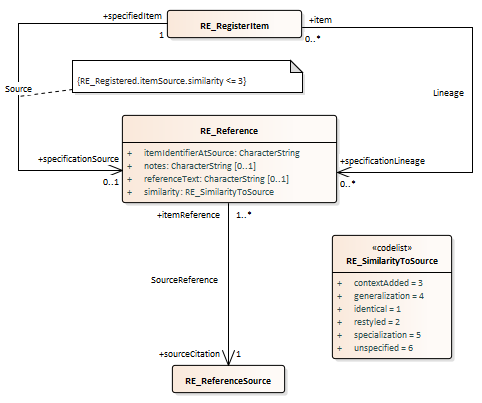 +specifiedItem
RE_RegisterItem
+item
1
0..*
{RE_Registered.itemSource.similarity <= 3}
Source
Lineage
RE_Reference
+ itemIdentifierAtSource: CharacterString
+ notes: CharacterString [0..1]
+ referenceText: CharacterString [0..1]
+ similarity: RE_SimilarityToSource
+specificationSource
0..1
+specificationLineage
0..*
+itemReference
1..*
SourceReference
«codelist»
RE_SimilarityToSource
+ contextAdded = 3
+ generalization = 4
+ identical = 1
+ restyled = 2
+ specialization = 5
+ unspecified = 6
+sourceCitation
1
RE_ReferenceSource